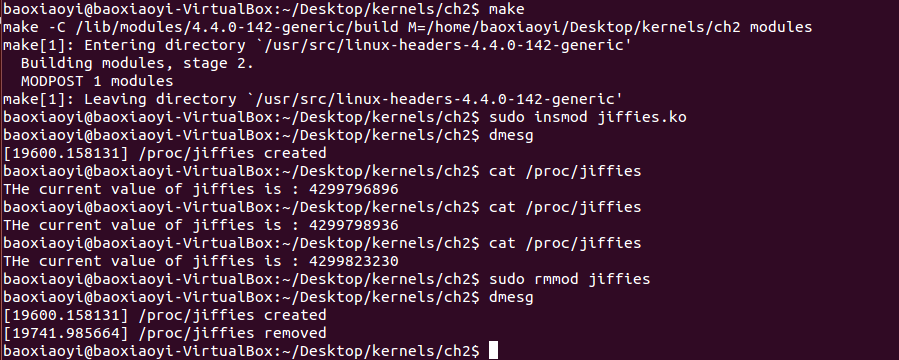 baoxiaoyi@baoxiaoyi-VirtualBox:~/Desktop/kernels/ch2$ make
make -C /lib/modules/4.4.0-142-generic/build M=/home/baoxiaoyi/Desktop/kernels/ch2 modules
make[1]: Entering directory `/usr/src/linux-headers-4.4.0-142-generic'
  Building modules, stage 2.
  MODPOST 1 modules
make[1]: Leaving directory `/usr/src/linux-headers-4.4.0-142-generic'
baoxiaoyi@baoxiaoyi-VirtualBox:~/Desktop/kernels/ch2$ sudo insmod jiffies.ko
baoxiaoyi@baoxiaoyi-VirtualBox:~/Desktop/kernels/ch2$ dmesg
[19600.158131] /proc/jiffies created
baoxiaoyi@baoxiaoyi-VirtualBox:~/Desktop/kernels/ch2$ cat /proc/jiffies
THe current value of jiffies is : 4299796896
baoxiaoyi@baoxiaoyi-VirtualBox:~/Desktop/kernels/ch2$ cat /proc/jiffies
THe current value of jiffies is : 4299798936
baoxiaoyi@baoxiaoyi-VirtualBox:~/Desktop/kernels/ch2$ cat /proc/jiffies
THe current value of jiffies is : 4299823230
baoxiaoyi@baoxiaoyi-VirtualBox:~/Desktop/kernels/ch2$ sudo rmmod jiffies
baoxiaoyi@baoxiaoyi-VirtualBox:~/Desktop/kernels/ch2$ dmesg
[19600.158131] /proc/jiffies created
[19741.985664] /proc/jiffies removed
baoxiaoyi@baoxiaoyi-VirtualBox:~/Desktop/kernels/ch2$